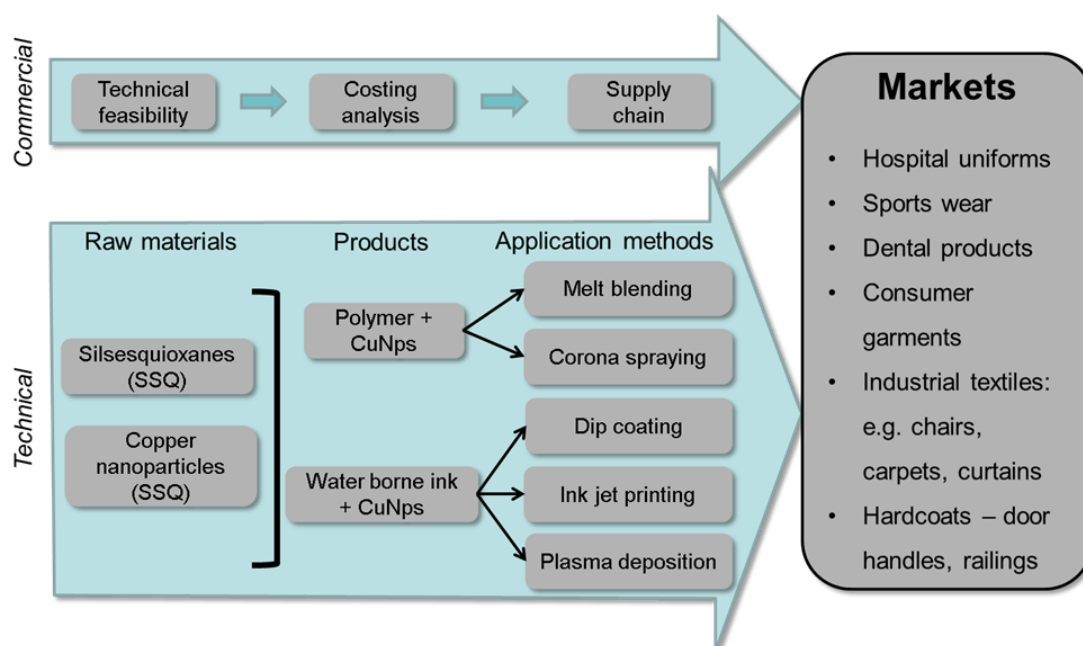 Commercial
Technical
feasibility
Costing
analysis
Supply
chain
Technical
Raw materials
Products
Application methods
Silsesquioxanes
(SSQ)
Copper
nanoparticles
(SSQ)
Polymer +
CuNps
Water borne ink
+ CuNps
Melt blending
Corona spraying
Dip coating
Ink jet printing
Plasma deposition
Markets
• Hospital uniforms
• Sports wear
• Dental products
• Consumer
garments
• Industrial textiles:
e.g. chairs,
carpets, curtains
• Hardcoats – door
handles, railings